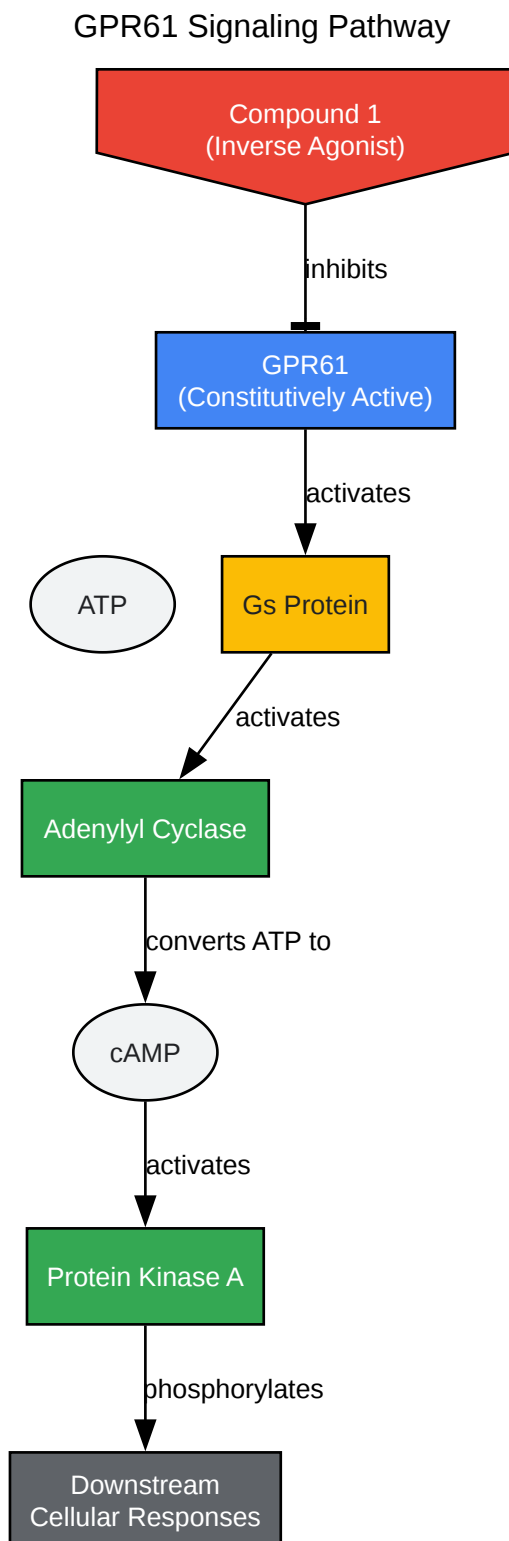 GPR61 Signaling Pathway
Compound 1
(Inverse Agonist)
inhibits
GPR61
(Constitutively Active)
activates
ATP
Gs Protein
activates
Adenylyl Cyclase
converts ATP to
cAMP
activates
Protein Kinase A
phosphorylates
Downstream
Cellular Responses